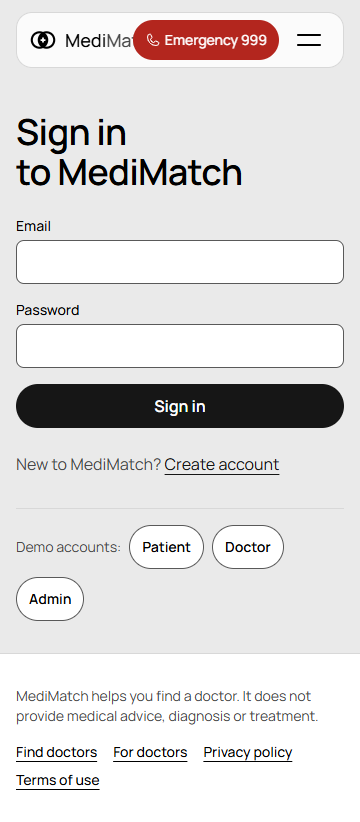 MediMat
Emergency 999
Sign in
to MediMatch
Email
Password
Sign in
New to MediMatch? Create account
Demo accounts: Patient Doctor
Admin
MediMatch helps you find a doctor. It does not
provide medical advice, diagnosis or treatment.
Find doctors For doctors Privacy policy
Terms of use